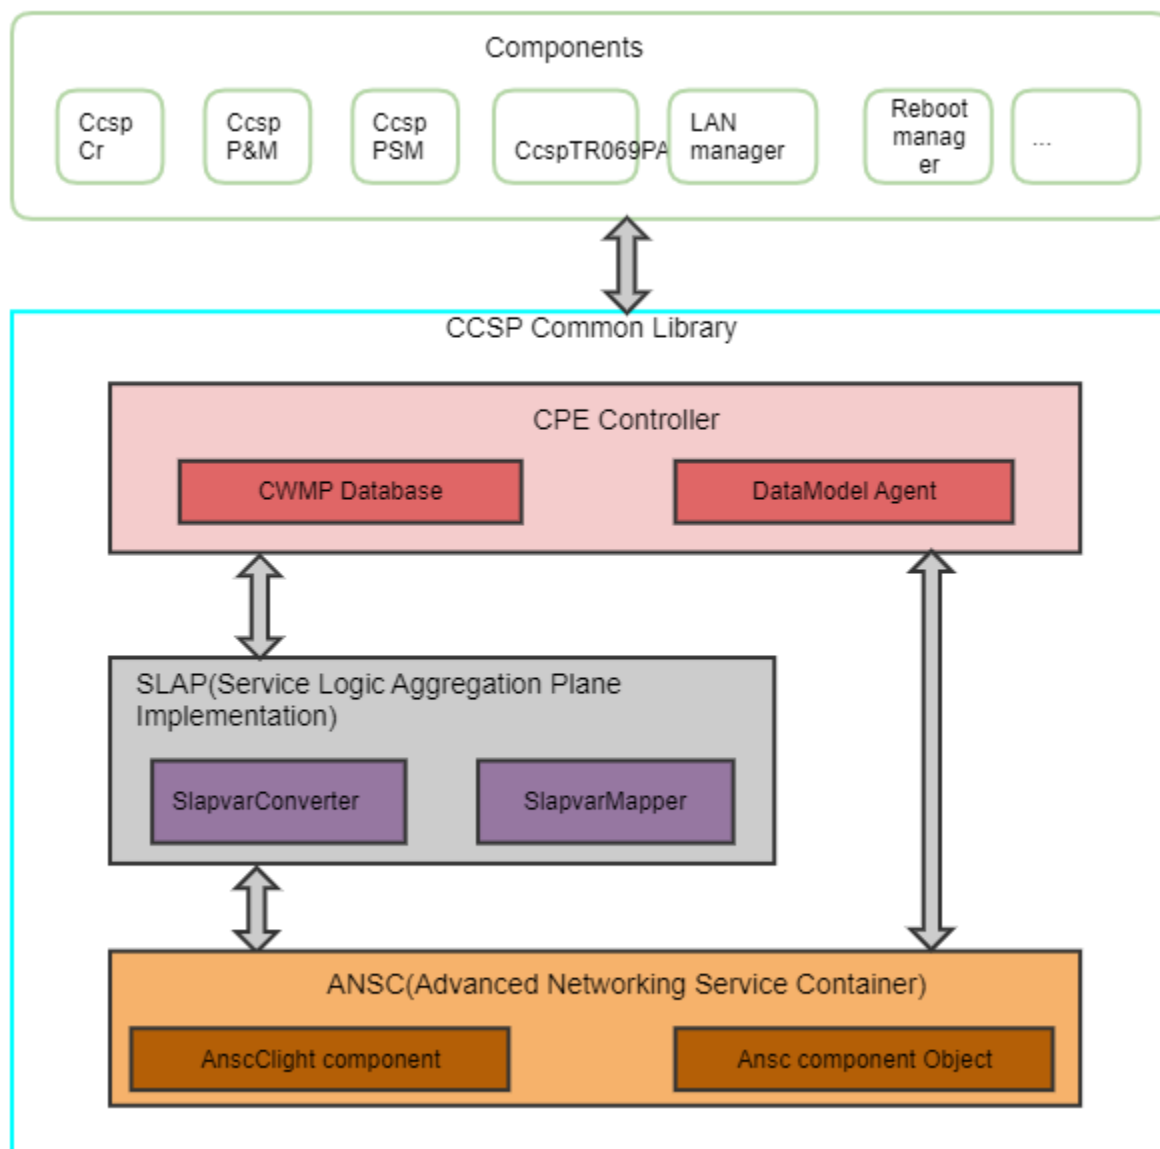 Components
Ccsp
Cr
Ccsp
P&M
Ccsp
PSM
CcspTR069PA
LAN
manager
Reboot
manag
er
...
CCSP Common Library
CPE Controller
CWMP Database
DataModel Agent
SLAP(Service Logic Aggregation Plane
Implementation)
SlapvarConverter
SlapvarMapper
ANSC(Advanced Networking Service Container)
AnscClight component
Ansc component Object